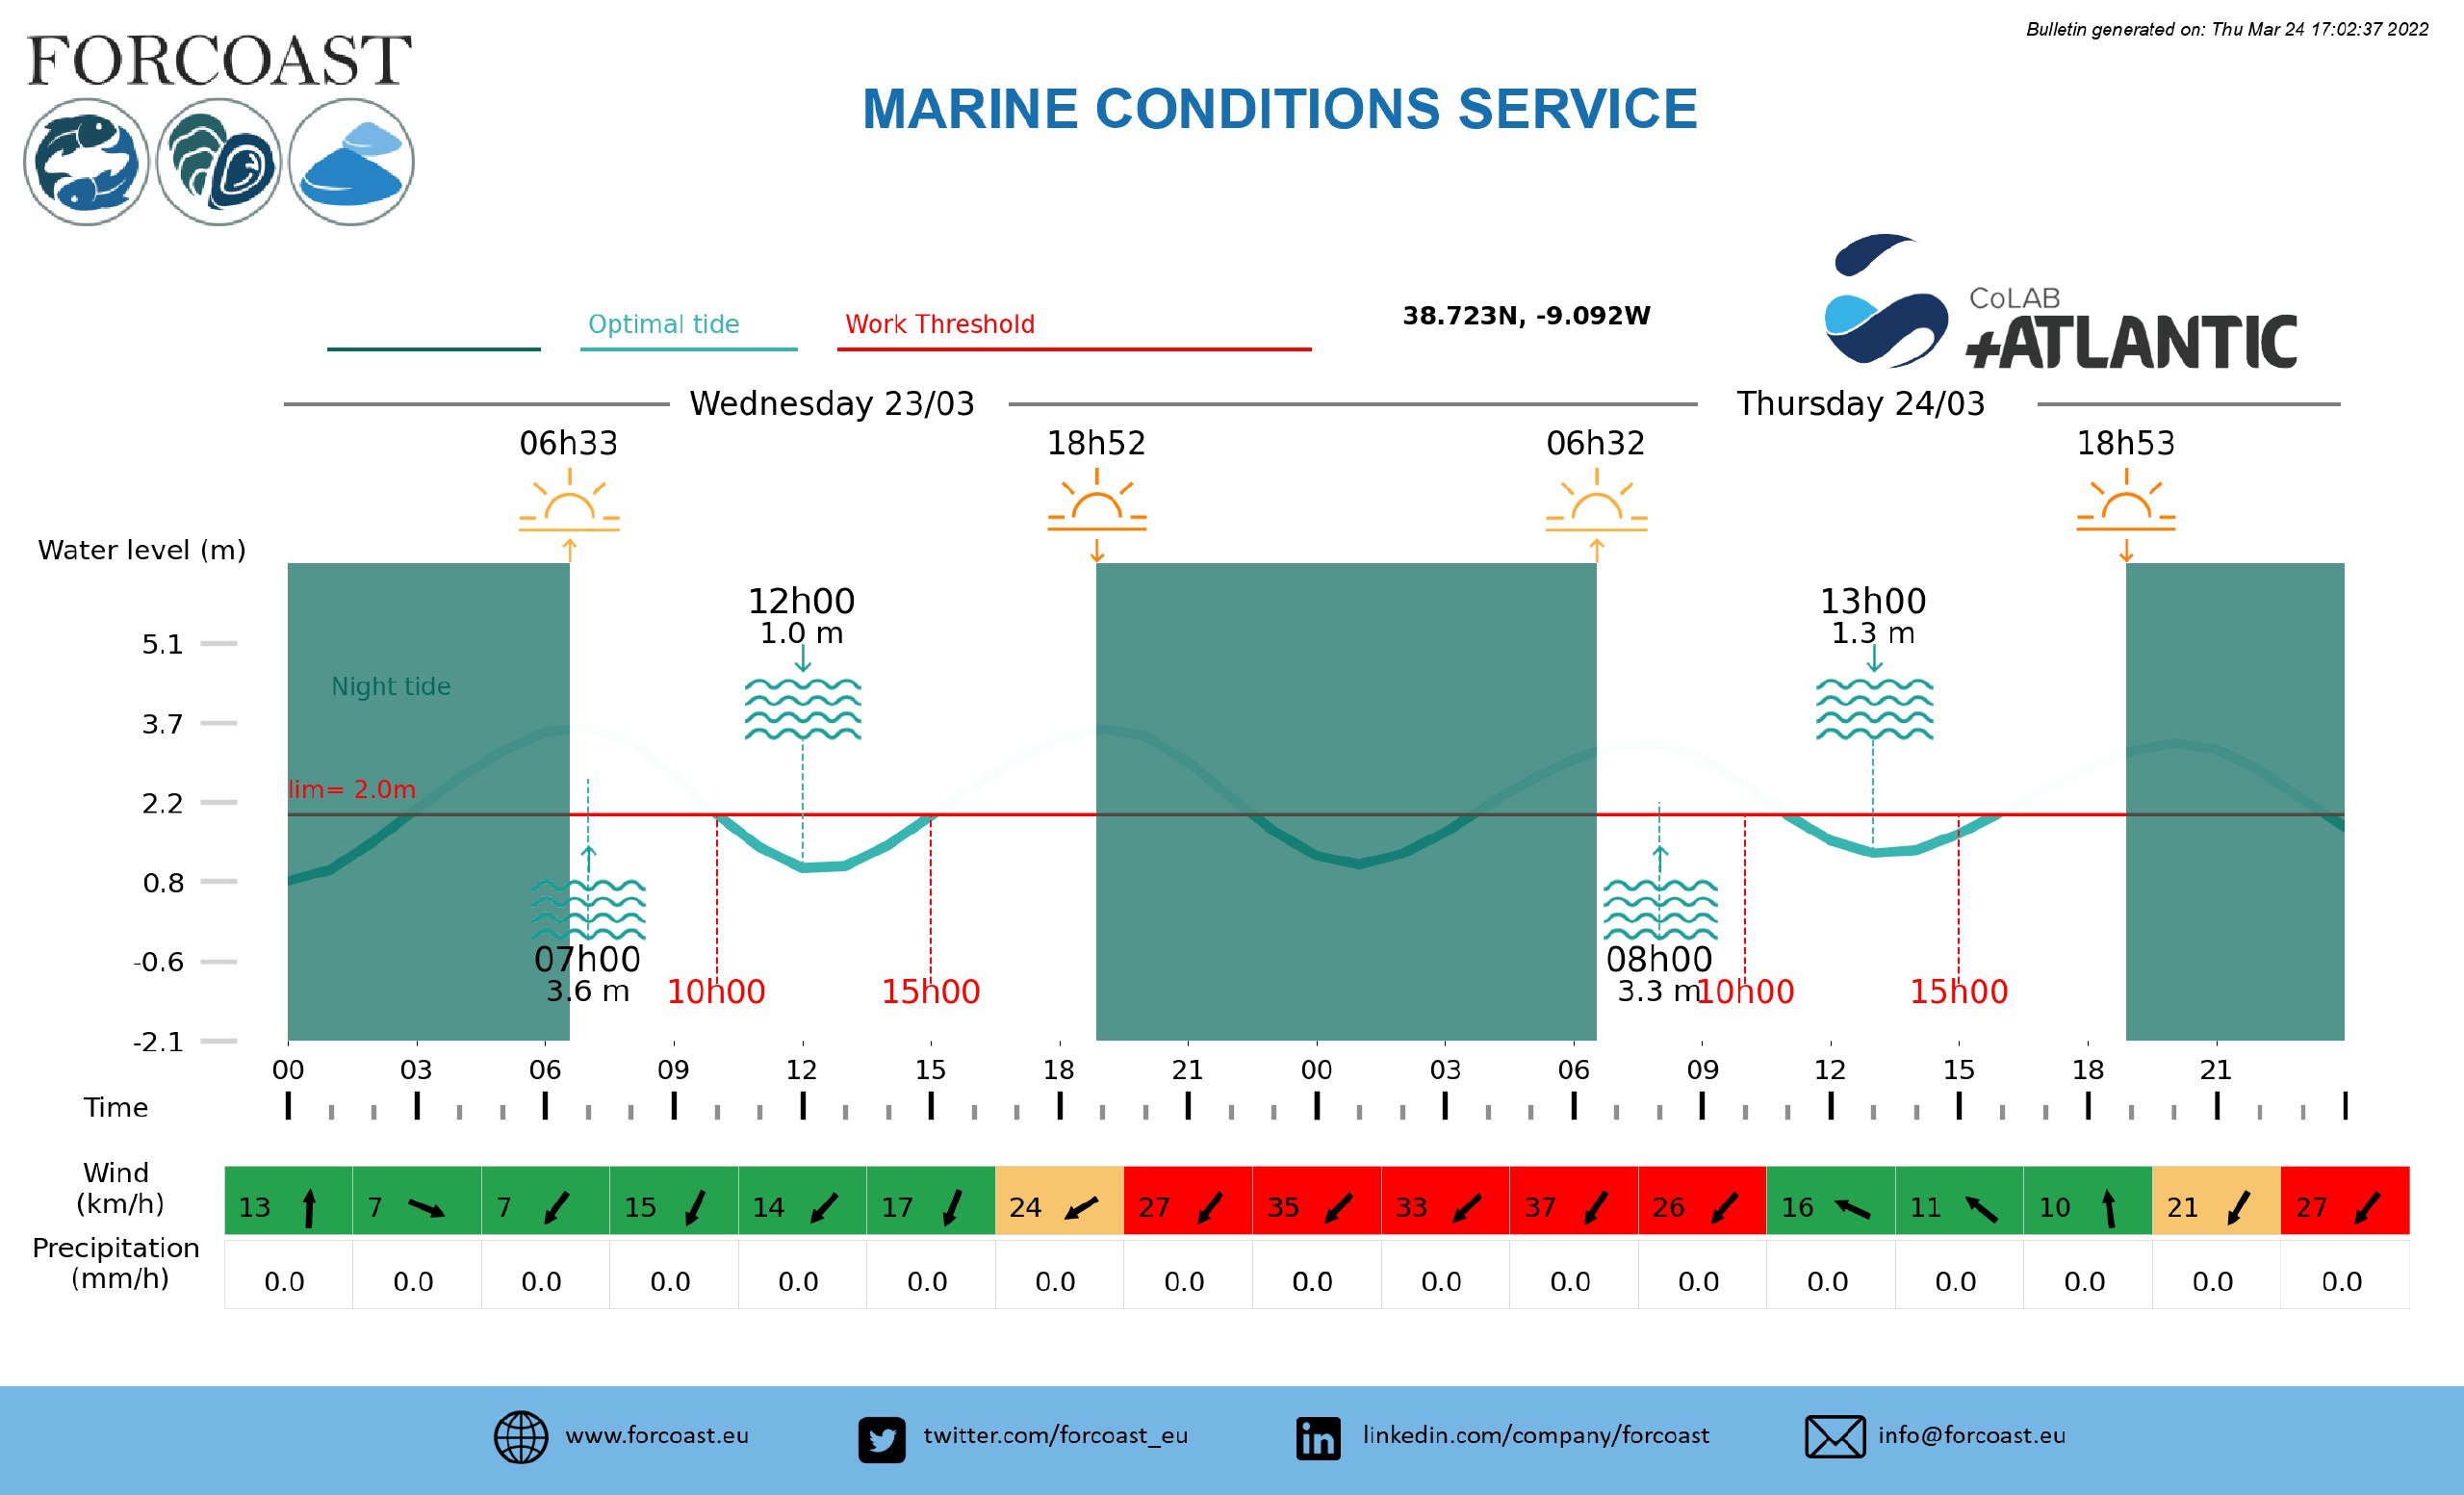 Bulletin generated on: Thu Mar 24 17:02:37 2022
FORCOAST
MARINE CONDITIONS SERVICE
Optimal tide
Work Threshold
38.723N, -9.092W
CoLAB
+ATLANTIC
Wednesday 23/03
Thursday 24/03
06h33
18h52
06h32
18h53
Water level (m)
12h00
1.0 m
13h00
1.3 m
5.1
Night tide
3.7
lim= 2.0m
2.2
0.8
-0.6
07h00
3.6 m
10h00
15h00
08h00
3.3 m
10h00
15h00
-2.1
00 03 06 09 12 15 18 21 00 03 06 09 12 15 18 21
Time
Wind
(km/h)
13 7 7 15 14 17 24 27 35 33 37 26 16 11 10 21 27
Precipitation
(mm/h)
0.0 0.0 0.0 0.0 0.0 0.0 0.0 0.0 0.0 0.0 0.0 0.0 0.0 0.0 0.0 0.0 0.0
www.forcoast.eu
twitter.com/forcoast_eu
linkedin.com/company/forcoast
info@forcoast.eu